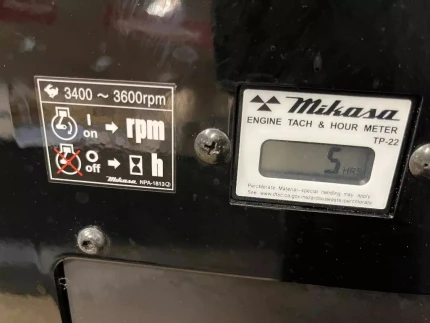 3400 ~ 3600rpm
I
on
rpm
O
off
h
Mikasa NPA-1813
Mikasa
ENGINE TACH & HOUR METER
TP-22
5 HRS
Perchlorate Material-special handling may apply.